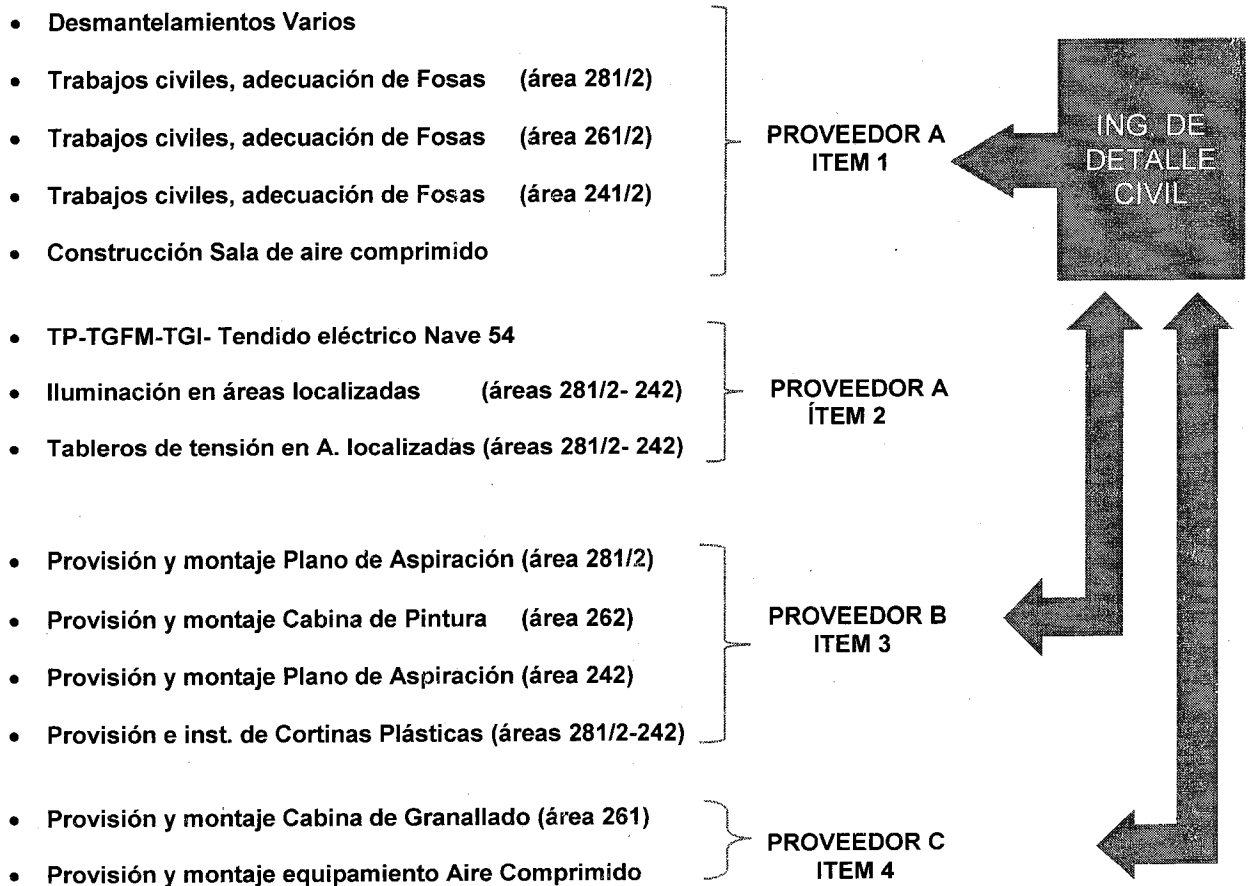 • Desmantelamientos Varios
• Trabajos civiles, adecuación de Fosas (área 281/2)
• Trabajos civiles, adecuación de Fosas (área 261/2)
• Trabajos civiles, adecuación de Fosas (área 241/2)
• Construcción Sala de aire comprimido
PROVEEDOR A
ITEM 1
ING. DE
DETALLE
CIVIL
• TP-TGFM-TGI- Tendido eléctrico Nave 54
• Iluminación en áreas localizadas (áreas 281/2- 242)
• Tableros de tensión en A. localizadas (áreas 281/2- 242)
PROVEEDOR A
ÍTEM 2
• Provisión y montaje Plano de Aspiración (área 281/2)
• Provisión y montaje Cabina de Pintura (área 262)
• Provisión y montaje Plano de Aspiración (área 242)
• Provisión e inst. de Cortinas Plásticas (áreas 281/2-242)
PROVEEDOR B
ITEM 3
• Provisión y montaje Cabina de Granallado (área 261)
• Provisión y montaje equipamiento Aire Comprimido
PROVEEDOR C
ITEM 4